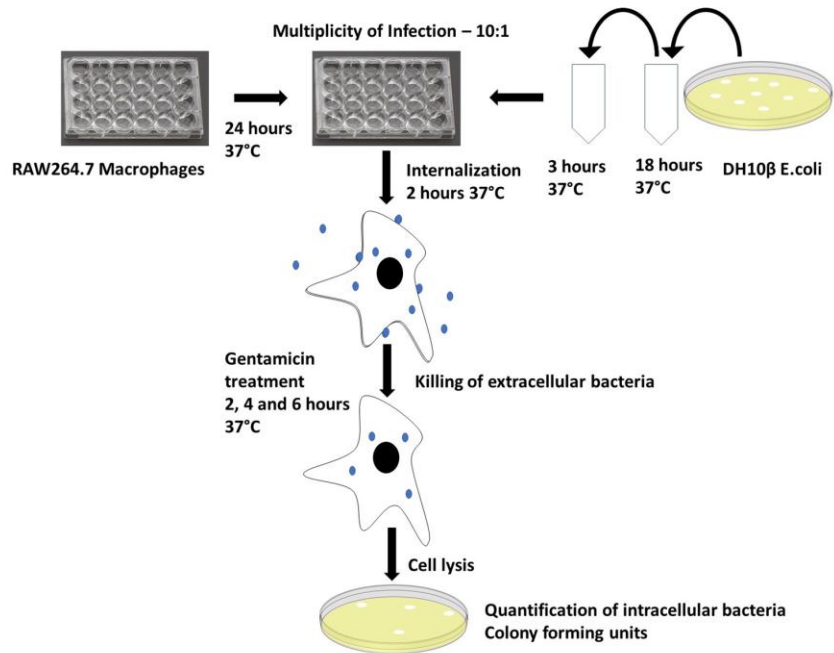 Multiplicity of Infection – 10:1
24 hours
37°C
RAW264.7 Macrophages
Internalization
2 hours 37°C
3 hours
37°C
18 hours
37°C
DH10β E.coli
Gentamicin
treatment
2, 4 and 6 hours
37°C
Killing of extracellular bacteria
Cell lysis
Quantification of intracellular bacteria
Colony forming units